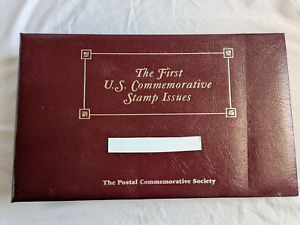 The First
U.S. Commemorative
Stamp Issues
The Postal Commemorative Society